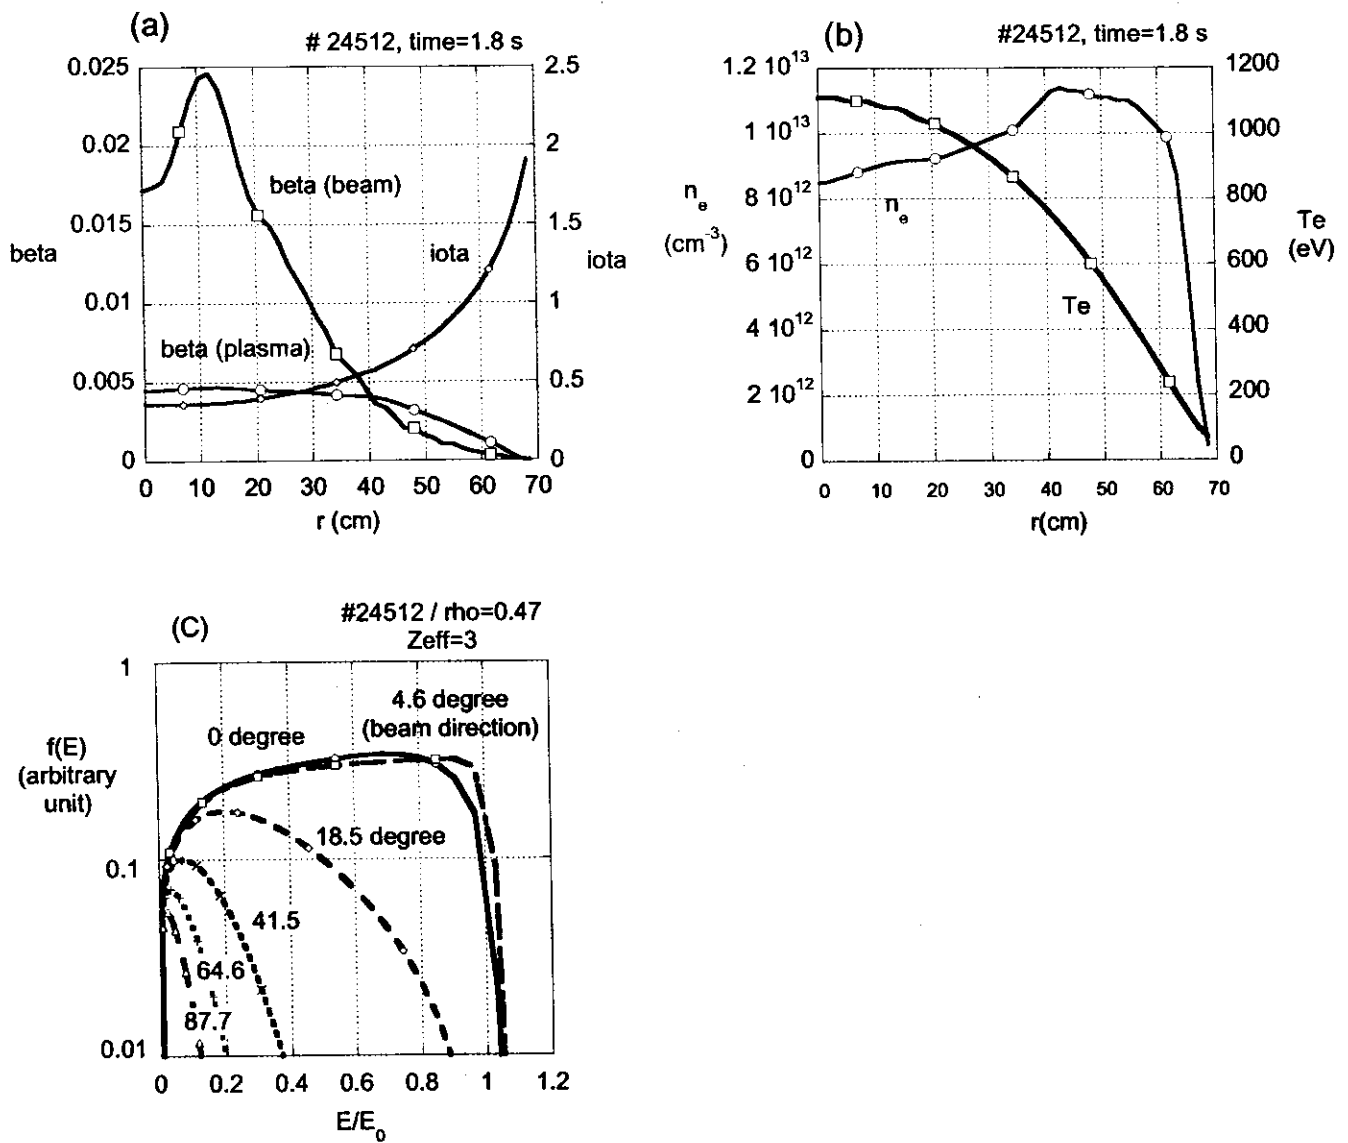 (a)
# 24512, time=1.8 s
0.025
0.02
0.015
0.01
0.005
0
beta
2.5
2
1.5
1
0.5
0
iota
beta (beam)
iota
beta (plasma)
0 10 20 30 40 50 60 70
r (cm)
(b)
#24512, time=1.8 s
1.2 10^13
1 10^13
8 10^12
6 10^12
4 10^12
2 10^12
0
n_e
(cm^-3)
1200
1000
800
600
400
200
0
Te
(eV)
n_e
Te
0 10 20 30 40 50 60 70
r(cm)
(C)
#24512 / rho=0.47
Zeff=3
1
0.1
0.01
f(E)
(arbitrary
unit)
4.6 degree
(beam direction)
0 degree
18.5 degree
41.5
64.6
87.7
0 0.2 0.4 0.6 0.8 1 1.2
E/E_0